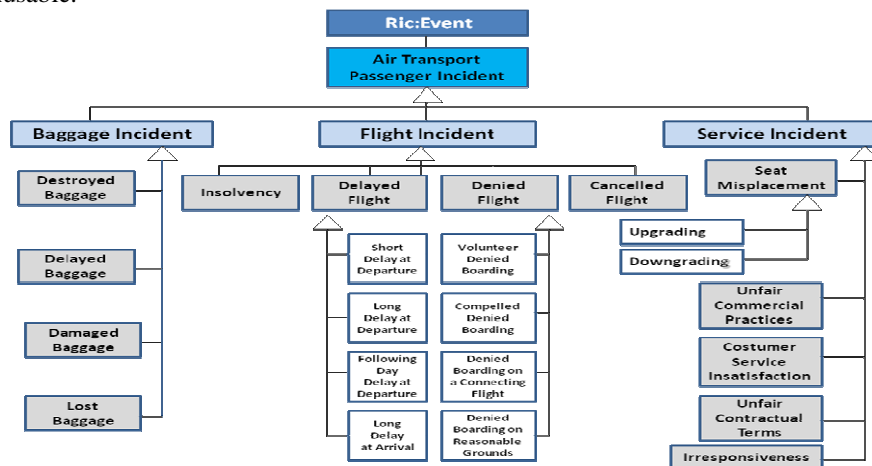 Ric:Event
Air Transport
Passenger Incident
Baggage Incident
Flight Incident
Service Incident
Destroyed
Baggage
Delayed
Baggage
Damaged
Baggage
Lost
Baggage
Insolvency
Delayed
Flight
Denied
Flight
Cancelled
Flight
Short
Delay at
Departure
Long
Delay at
Departure
Following
Day
Delay at
Departure
Long
Delay
at Arrival
Volunteer
Denied
Boarding
Compelled
Denied
Boarding
Denied
Boarding on
a Connecting
Flight
Denied
Boarding on
Reasonable
Grounds
Seat
Misplacement
Upgrading
Downgrading
Unfair
Commercial
Practices
Costumer
Service
Insatisfaction
Unfair
Contractual
Terms
Irresponsiveness